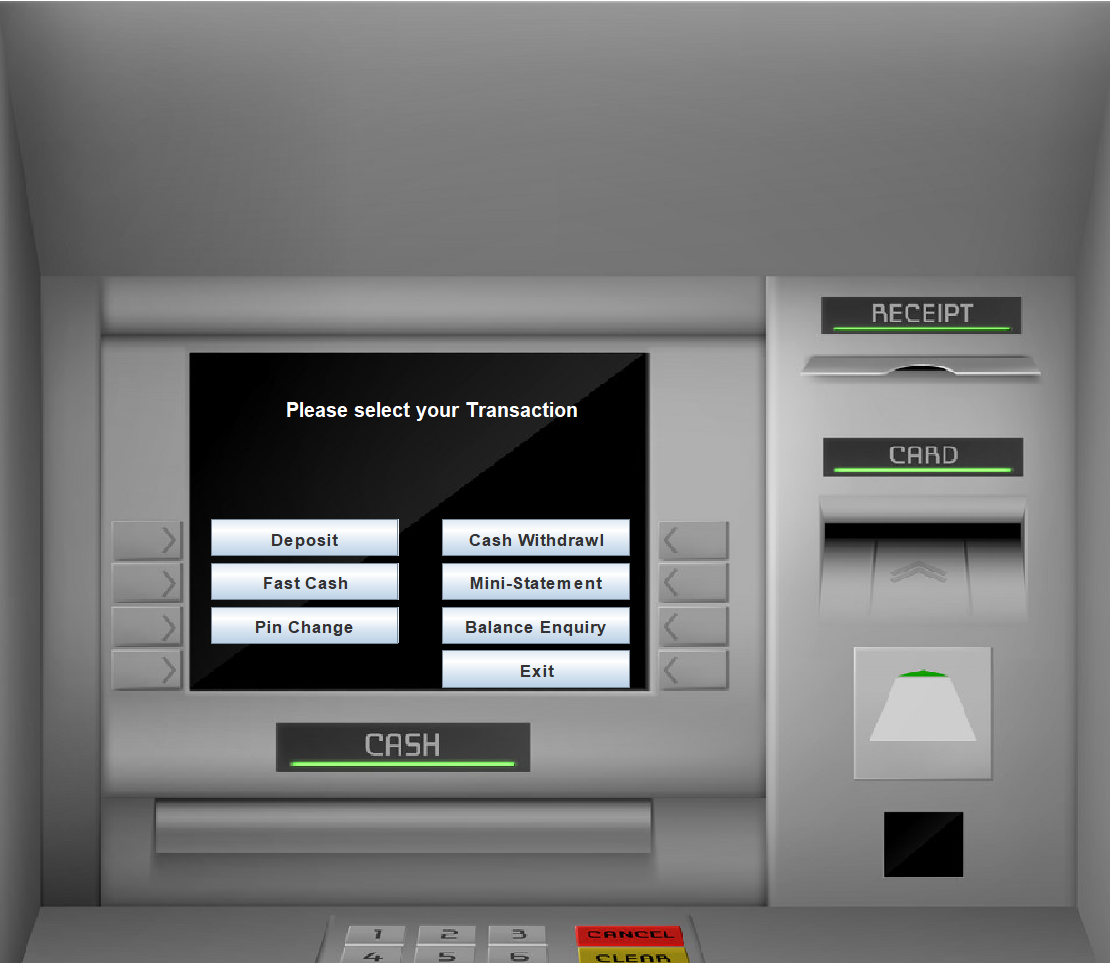 RECEIPT
Please select your Transaction
CARD
Deposit
Cash Withdrawl
Fast Cash
Mini-Statement
Pin Change
Balance Enquiry
Exit
CASH
1 2 3 CANCEL
4 5 6 CLEAR